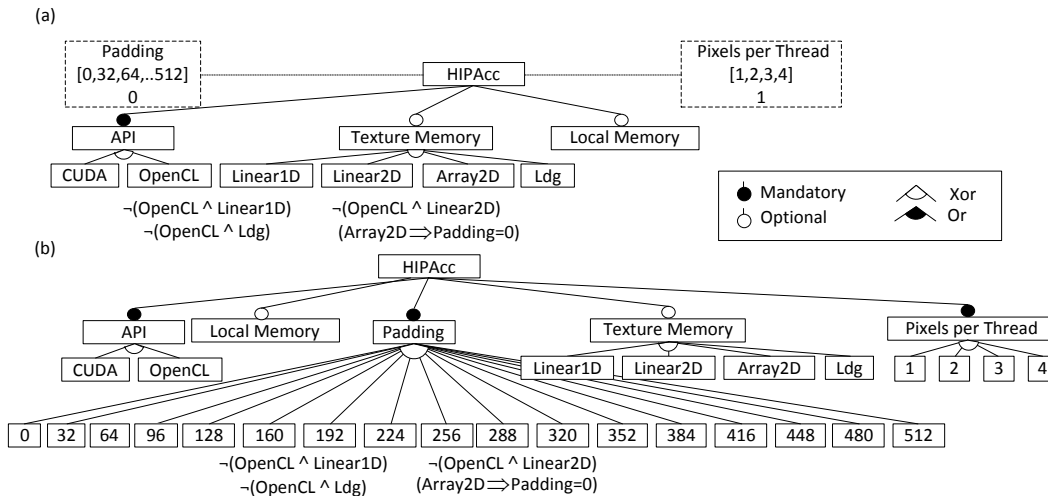 (a)
Padding
[0,32,64,..512]
0
HIPAcc
Pixels per Thread
[1,2,3,4]
1
API
Texture Memory
Local Memory
CUDA
OpenCL
Linear1D
Linear2D
Array2D
Ldg
¬(OpenCL ^ Linear1D)
¬(OpenCL ^ Linear2D)
¬(OpenCL ^ Ldg)
(Array2D⇒Padding=0)
Mandatory
Xor
Optional
Or
(b)
HIPAcc
API
Local Memory
Padding
Texture Memory
Pixels per Thread
CUDA
OpenCL
Linear1D
Linear2D
Array2D
Ldg
1
2
3
4
0
32
64
96
128
160
192
224
256
288
320
352
384
416
448
480
512
¬(OpenCL ^ Linear1D)
¬(OpenCL ^ Linear2D)
¬(OpenCL ^ Ldg)
(Array2D⇒Padding=0)